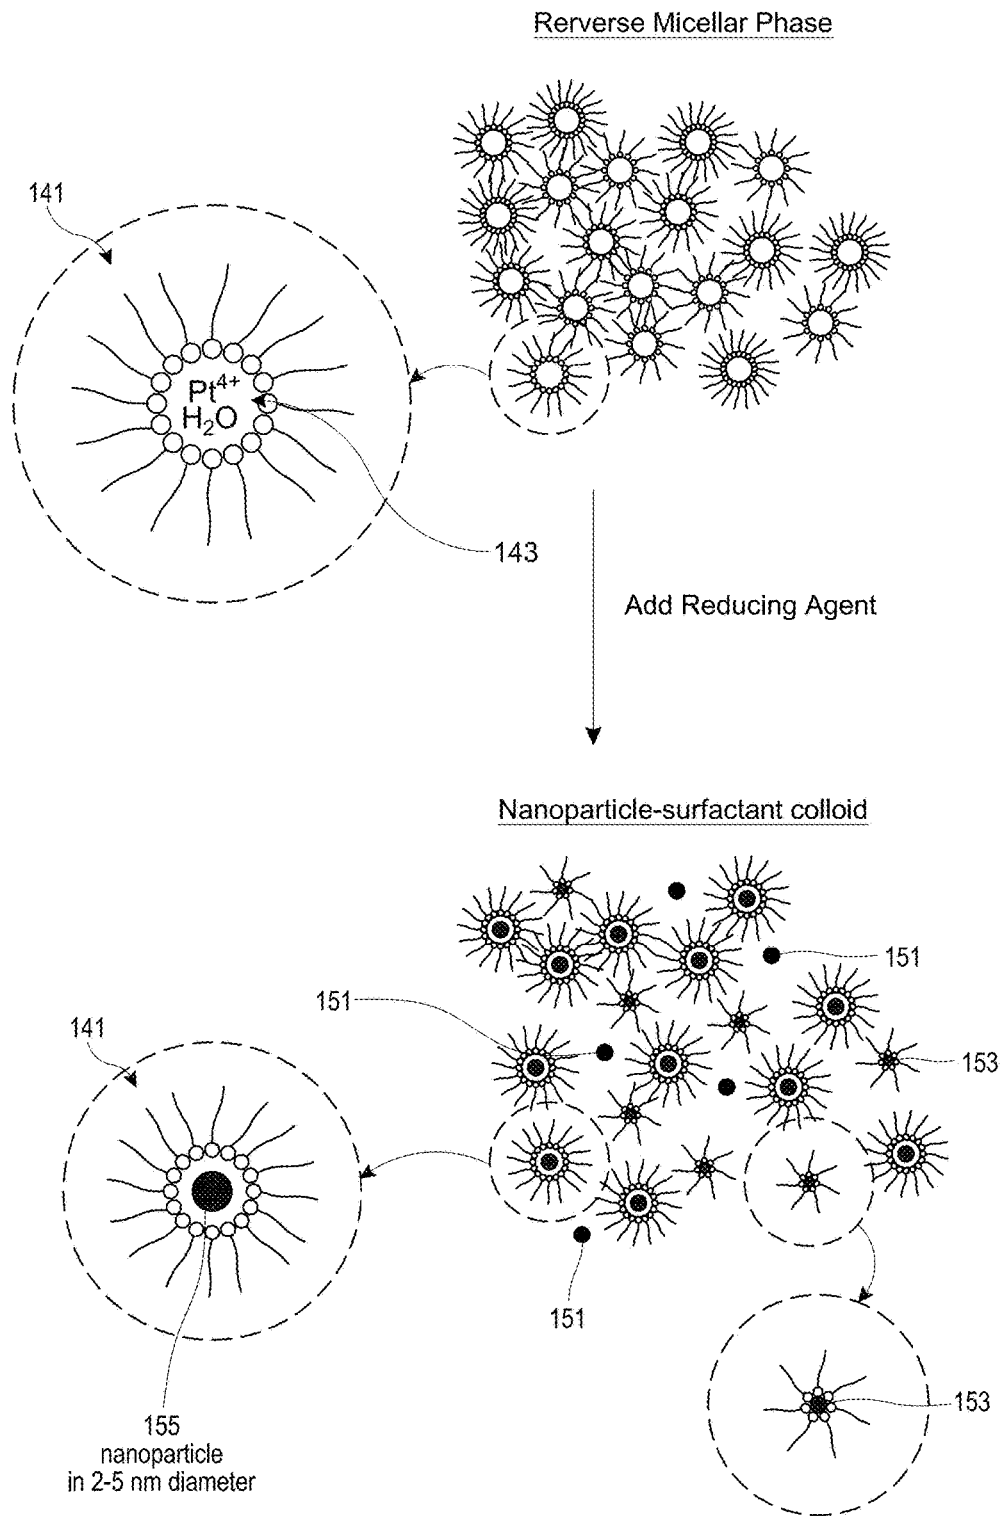 Rerverse Micellar Phase
141
Pt⁴⁺
H₂O
143
Add Reducing Agent
Nanoparticle-surfactant colloid
151
151
141
153
151
153
155
nanoparticle
in 2-5 nm diameter